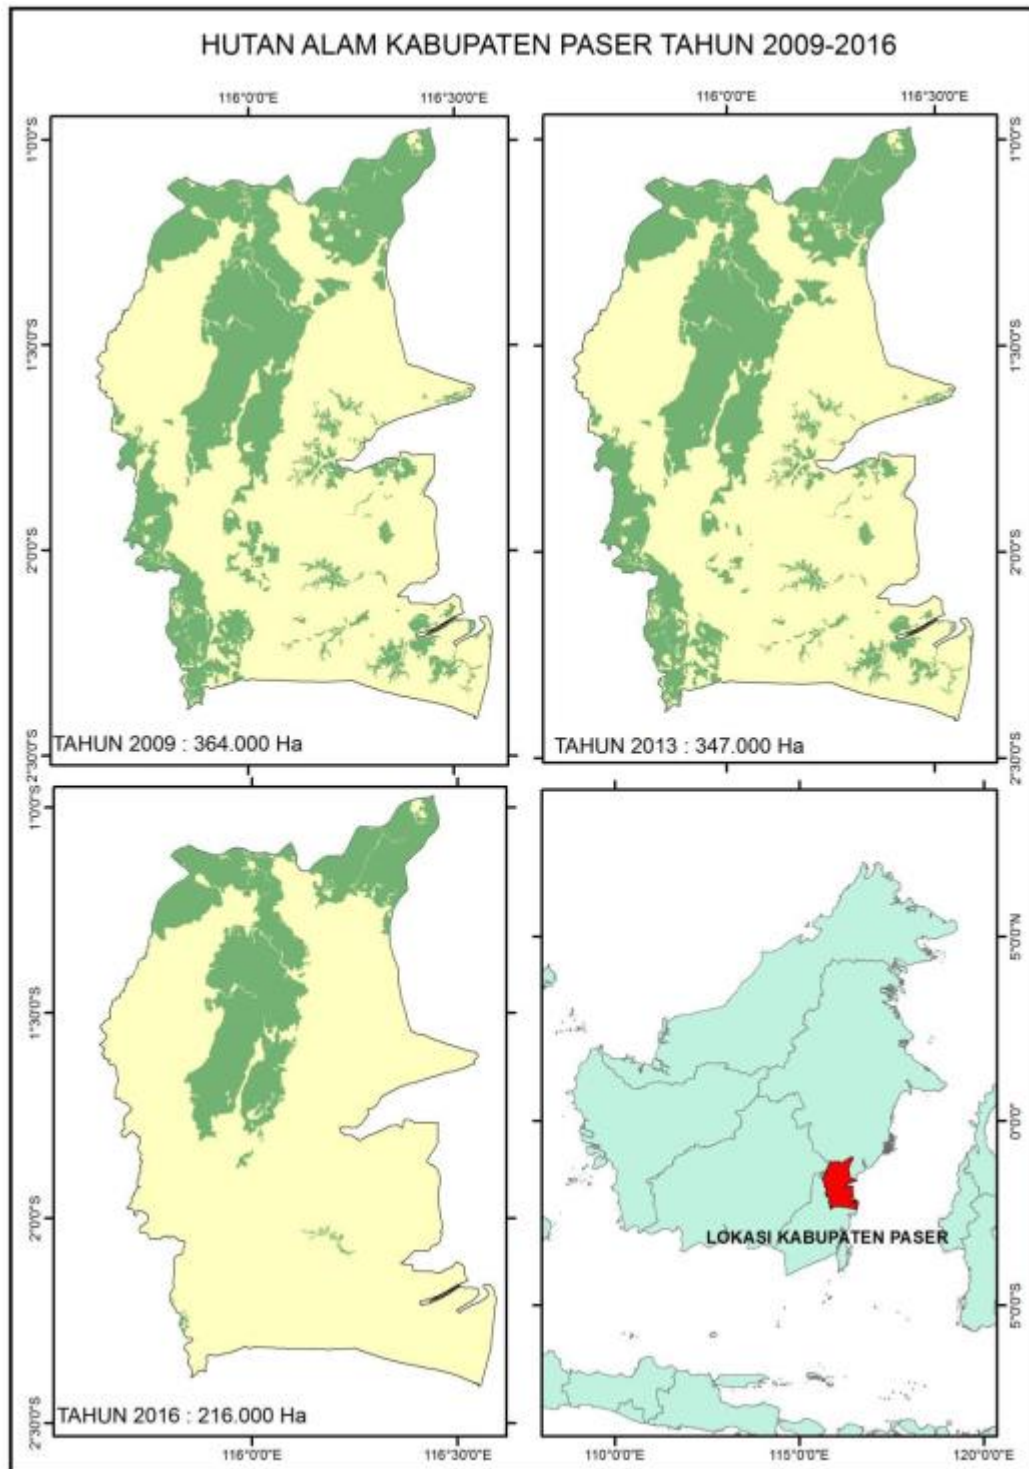 HUTAN ALAM KABUPATEN PASER TAHUN 2009-2016
116°0'0"E 116°30'0"E
116°0'0"E 116°30'0"E
1°0'0"S
1°30'0"S
2°0'0"S
2°30'0"S
1°0'0"S
1°30'0"S
2°0'0"S
2°30'0"S
TAHUN 2009 : 364.000 Ha
TAHUN 2013 : 347.000 Ha
1°0'0"S
1°30'0"S
2°0'0"S
2°30'0"S
5°0'0"N
0°0'0"
5°0'0"S
LOKASI KABUPATEN PASER
TAHUN 2016 : 216.000 Ha
116°0'0"E 116°30'0"E
110°0'0"E 115°0'0"E 120°0'0"E